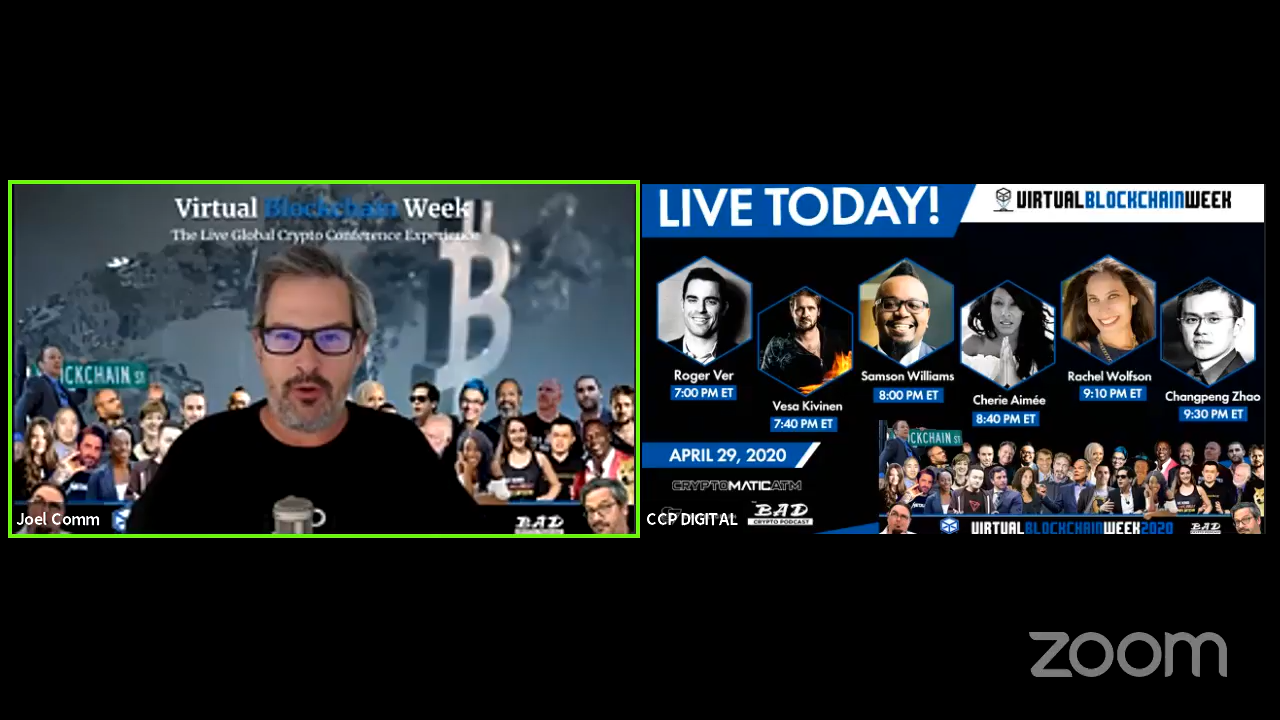 Virtual Blockchain Week
The Live Global Crypto Conference Experience
CKCHAIN ST
Joel Comm
BAD
LIVE TODAY!
VIRTUALBLOCKCHAINWEEK
Roger Ver
7:00 PM ET
Vesa Kivinen
7:40 PM ET
Samson Williams
8:00 PM ET
Cherie Aimée
8:40 PM ET
Rachel Wolfson
9:10 PM ET
Changpeng Zhao
9:30 PM ET
APRIL 29, 2020
CRYPTOMATICATM
BAD
CRYPTO PODCAST
CCP DIGITAL
CKCHAIN ST
VIRTUALBLOCKCHAINWEEK2020
BAD
zoom